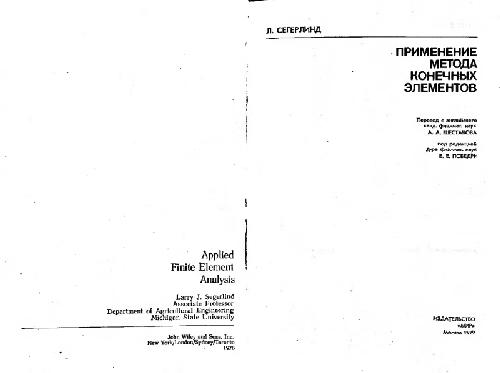 Applied
Finite Element
Analysis
Larry J. Segerlind
Associate Professor
Department of Agricultural Engineering
Michigan State University
John Wiley and Sons, Inc.
New York/London/Sydney/Toronto
1976
Л. СЕГЕРЛИНД
ПРИМЕНЕНИЕ
МЕТОДА
КОНЕЧНЫХ
ЭЛЕМЕНТОВ
Перевод с английского
канд. физ.-мат. наук
А. А. ШЕСТАКОВА
под редакцией
д-ра физ.-мат. наук
Б. Е. ПОБЕДРИ
ИЗДАТЕЛЬСТВО
«МИР»
Москва 1979